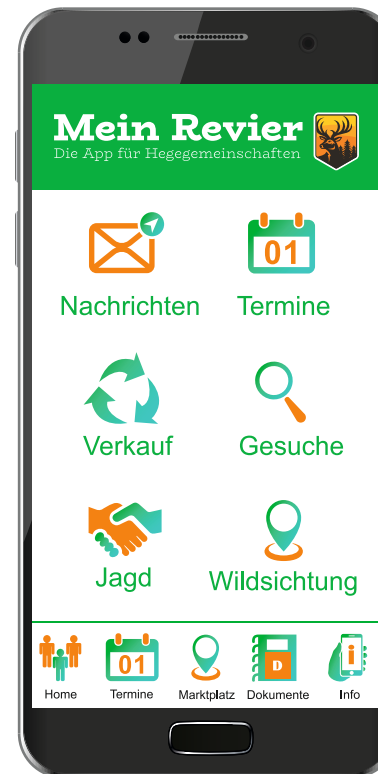 Mein Revier
Die App für Hegegemeinschaften
01
Nachrichten Termine
Verkauf Gesuche
Jagd Wildsichtung
01 D i
Home Termine Marktplatz Dokumente Info